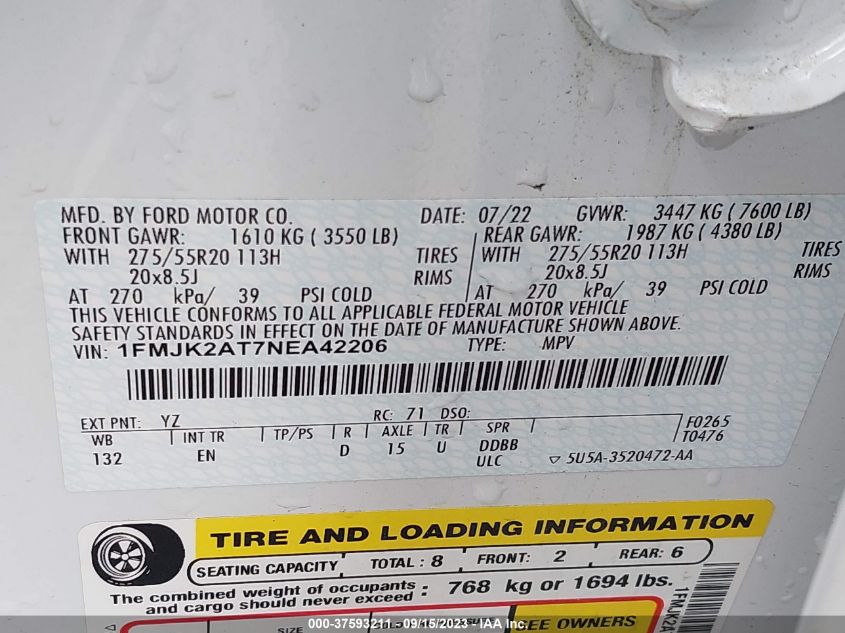 MFD. BY FORD MOTOR CO. DATE: 07/22 GVWR: 3447 KG ( 7600 LB)
FRONT GAWR: 1610 KG ( 3550 LB) REAR GAWR: 1987 KG ( 4380 LB)
WITH 275/55R20 113H TIRES WITH 275/55R20 113H TIRES
20x8.5J RIMS 20x8.5J RIMS
AT 270 kPa/ 39 PSI COLD AT 270 kPa/ 39 PSI COLD
THIS VEHICLE CONFORMS TO ALL APPLICABLE FEDERAL MOTOR VEHICLE
SAFETY STANDARDS IN EFFECT ON THE DATE OF MANUFACTURE SHOWN ABOVE.
VIN: 1FMJK2AT7NEA42206 TYPE: MPV
EXT PNT: YZ RC: 71 DSO: F0265
WB INT TR TP/PS R AXLE TR SPR T0476
132 EN D 15 U DDBB
ULC 5U5A-3520472-AA
TIRE AND LOADING INFORMATION
SEATING CAPACITY TOTAL : 8 FRONT: 2 REAR: 6
The combined weight of occupants and cargo should never exceed : 768 kg or 1694 lbs.
SIZE SEE OWNERS
1FMJK2A
000-37593211 - 09/15/2023 - IAA Inc.